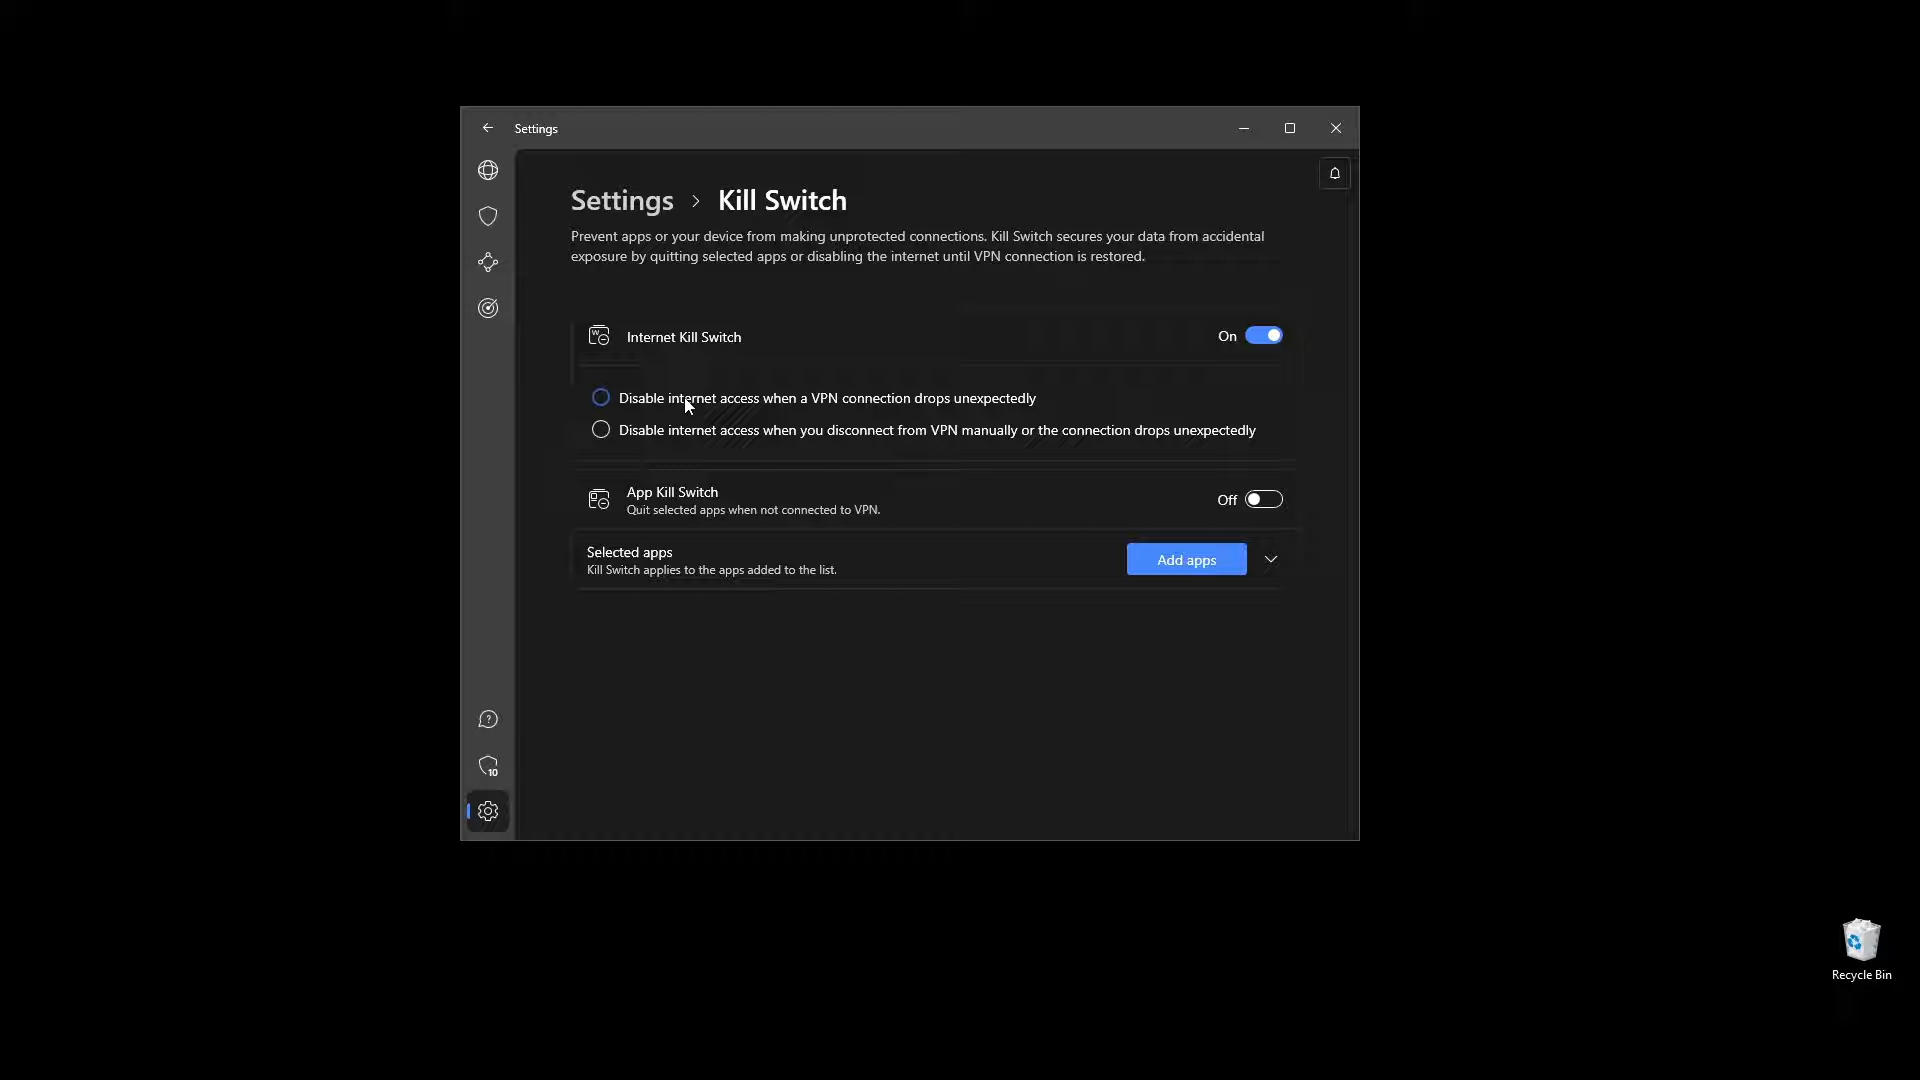 Settings
Settings > Kill Switch
Prevent apps or your device from making unprotected connections. Kill Switch secures your data from accidental
exposure by quitting selected apps or disabling the internet until VPN connection is restored.
Internet Kill Switch
On
Disable internet access when a VPN connection drops unexpectedly
Disable internet access when you disconnect from VPN manually or the connection drops unexpectedly
App Kill Switch
Off
Quit selected apps when not connected to VPN.
Selected apps
Add apps
Kill Switch applies to the apps added to the list.
10
Recycle Bin